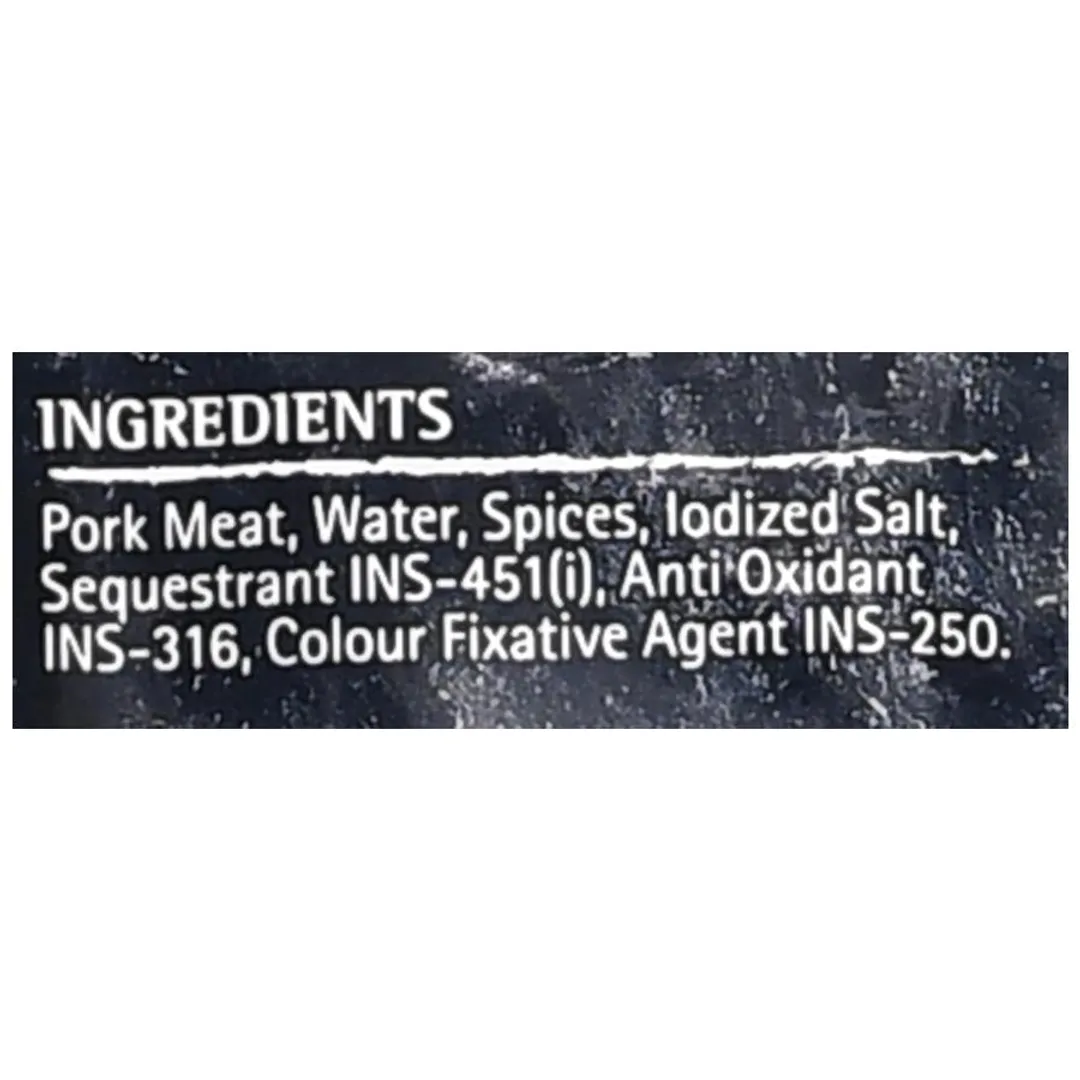 INGREDIENTS
Pork Meat, Water, Spices, Iodized Salt,
Sequestrant INS-451(i), Anti Oxidant
INS-316, Colour Fixative Agent INS-250.